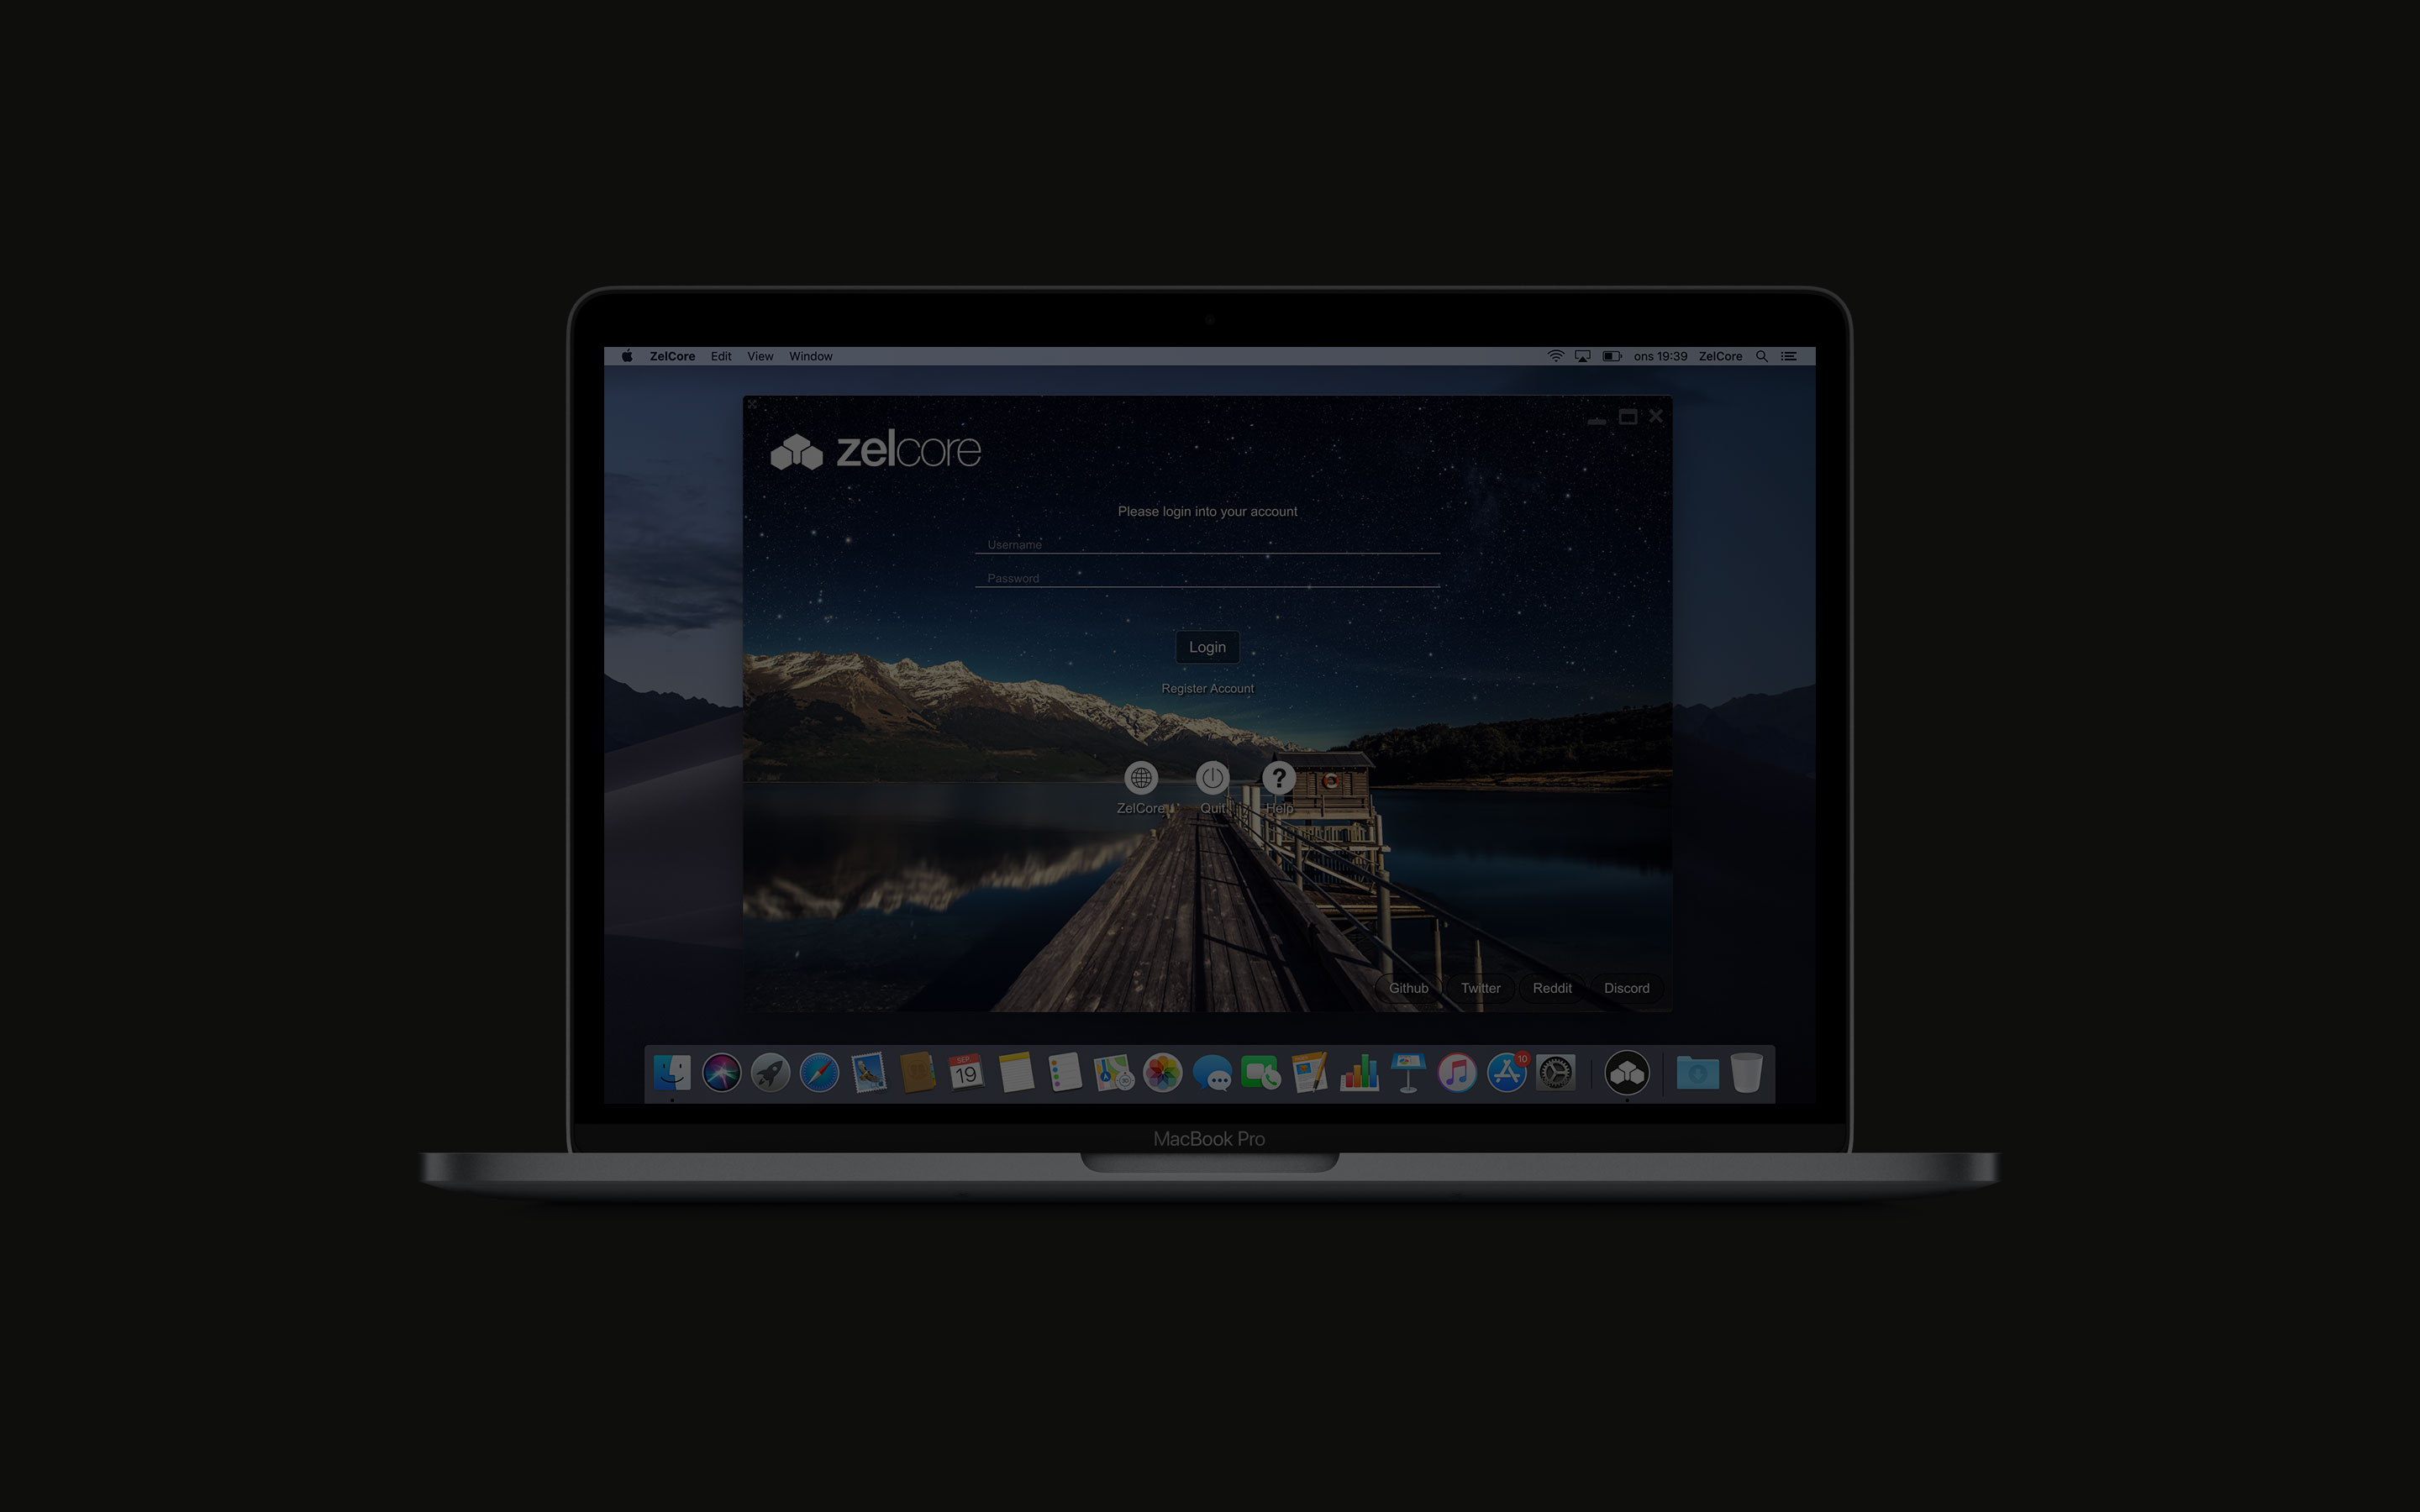 ZelCore Edit View Window ons 19:39 ZelCore
zelcore
Please login into your account
Username
Password
Login
Register Account
ZelCore Quit Help
Github Twitter Reddit Discord
SEP
19
10
MacBook Pro